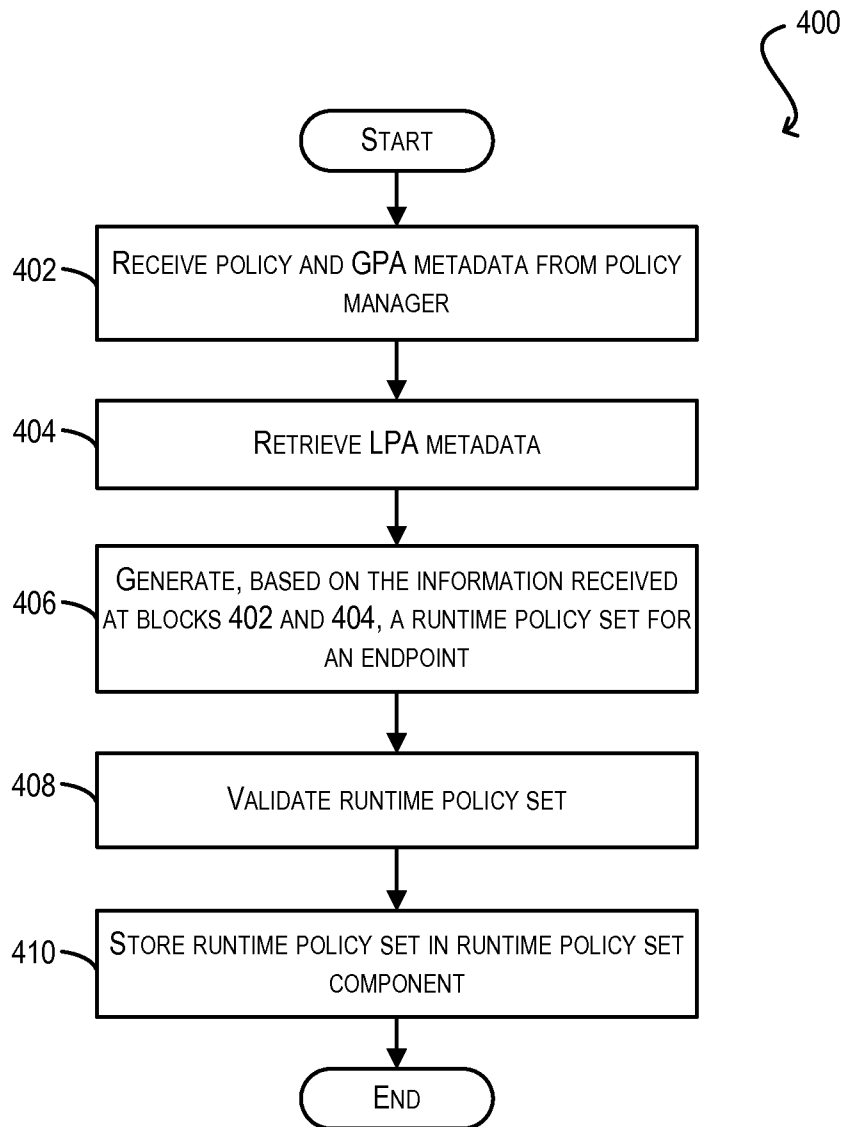 400
START
402
RECEIVE POLICY AND GPA METADATA FROM POLICY
MANAGER
404
RETRIEVE LPA METADATA
406
GENERATE, BASED ON THE INFORMATION RECEIVED
AT BLOCKS 402 AND 404, A RUNTIME POLICY SET FOR
AN ENDPOINT
408
VALIDATE RUNTIME POLICY SET
410
STORE RUNTIME POLICY SET IN RUNTIME POLICY SET
COMPONENT
END